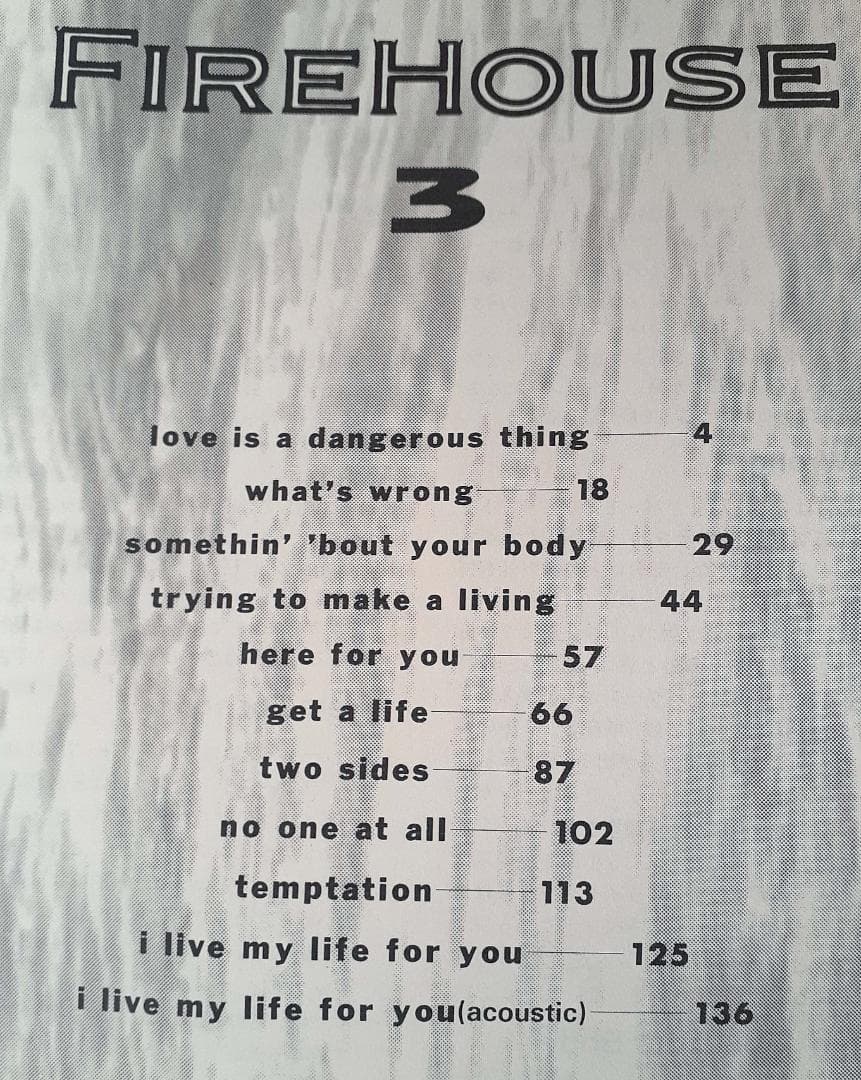 FIREHOUSE
3
love is a dangerous thing 4
what's wrong 18
somethin' 'bout your body 29
trying to make a living 44
here for you 57
get a life 66
two sides 87
no one at all 102
temptation 113
i live my life for you 125
i live my life for you(acoustic) 136